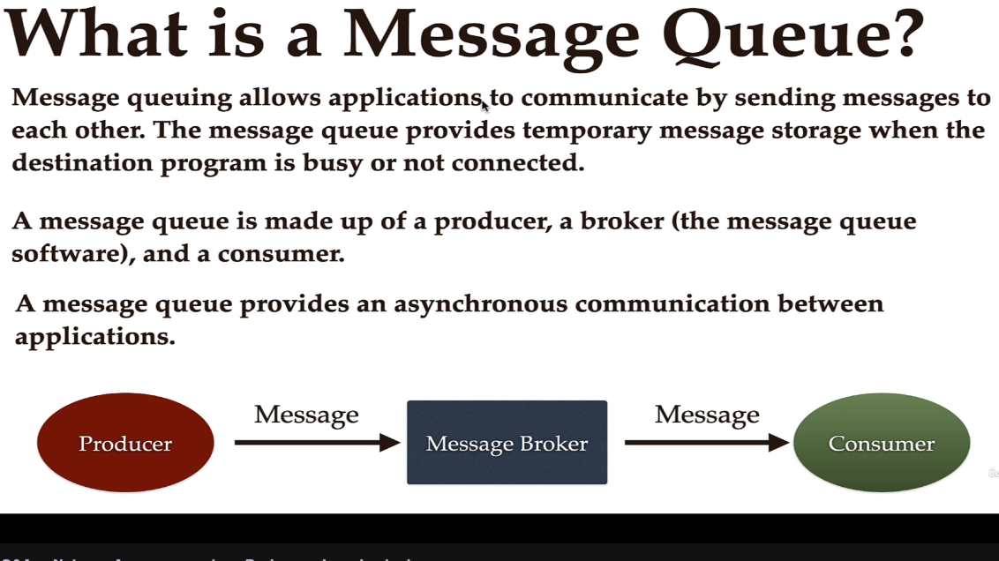 What is a Message Queue?
Message queuing allows applications to communicate by sending messages to
each other. The message queue provides temporary message storage when the
destination program is busy or not connected.
A message queue is made up of a producer, a broker (the message queue
software), and a consumer.
A message queue provides an asynchronous communication between
applications.
Producer
Message
Message Broker
Message
Consumer